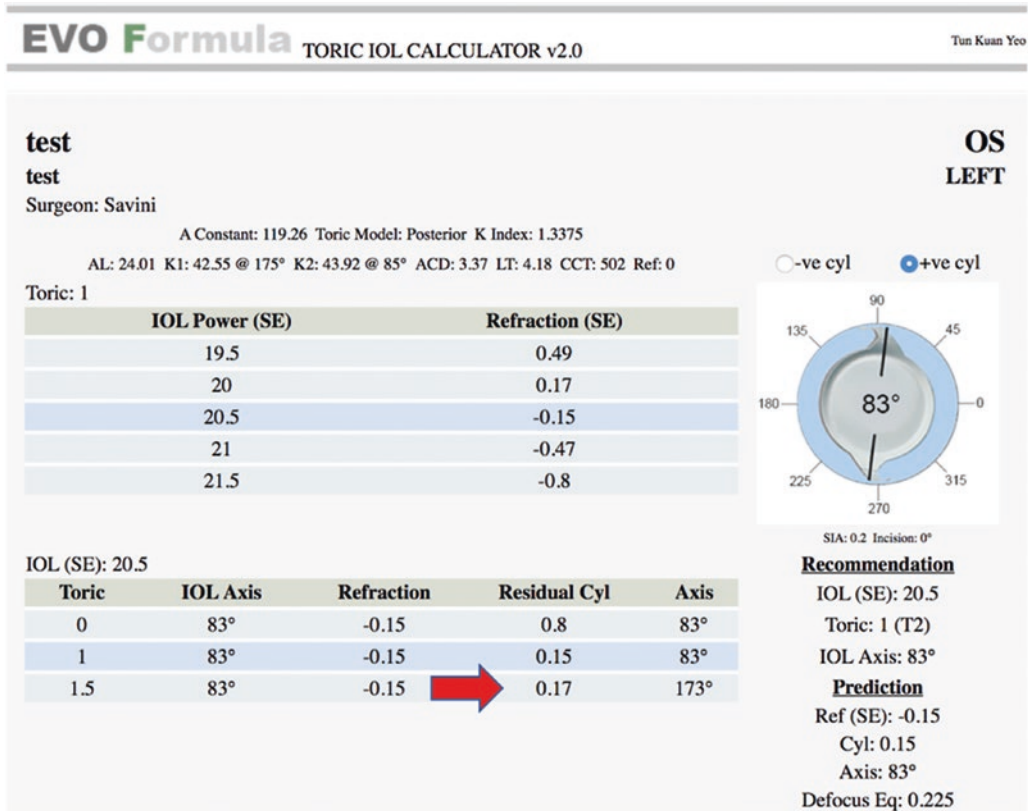 EVO Formula TORIC IOL CALCULATOR v2.0 Tun Kuan Yeo
test OS
test LEFT
Surgeon: Savini
A Constant: 119.26 Toric Model: Posterior K Index: 1.3375
AL: 24.01 K1: 42.55 @ 175° K2: 43.92 @ 85° ACD: 3.37 LT: 4.18 CCT: 502 Ref: 0
-ve cyl +ve cyl
Toric: 1
IOL Power (SE) Refraction (SE)
19.5 0.49
20 0.17
20.5 -0.15
21 -0.47
21.5 -0.8
90
135 45
180 83° 0
225 315
270
SIA: 0.2 Incision: 0°
IOL (SE): 20.5
Toric IOL Axis Refraction Residual Cyl Axis
0 83° -0.15 0.8 83°
1 83° -0.15 0.15 83°
1.5 83° -0.15 0.17 173°
Recommendation
IOL (SE): 20.5
Toric: 1 (T2)
IOL Axis: 83°
Prediction
Ref (SE): -0.15
Cyl: 0.15
Axis: 83°
Defocus Eq: 0.225